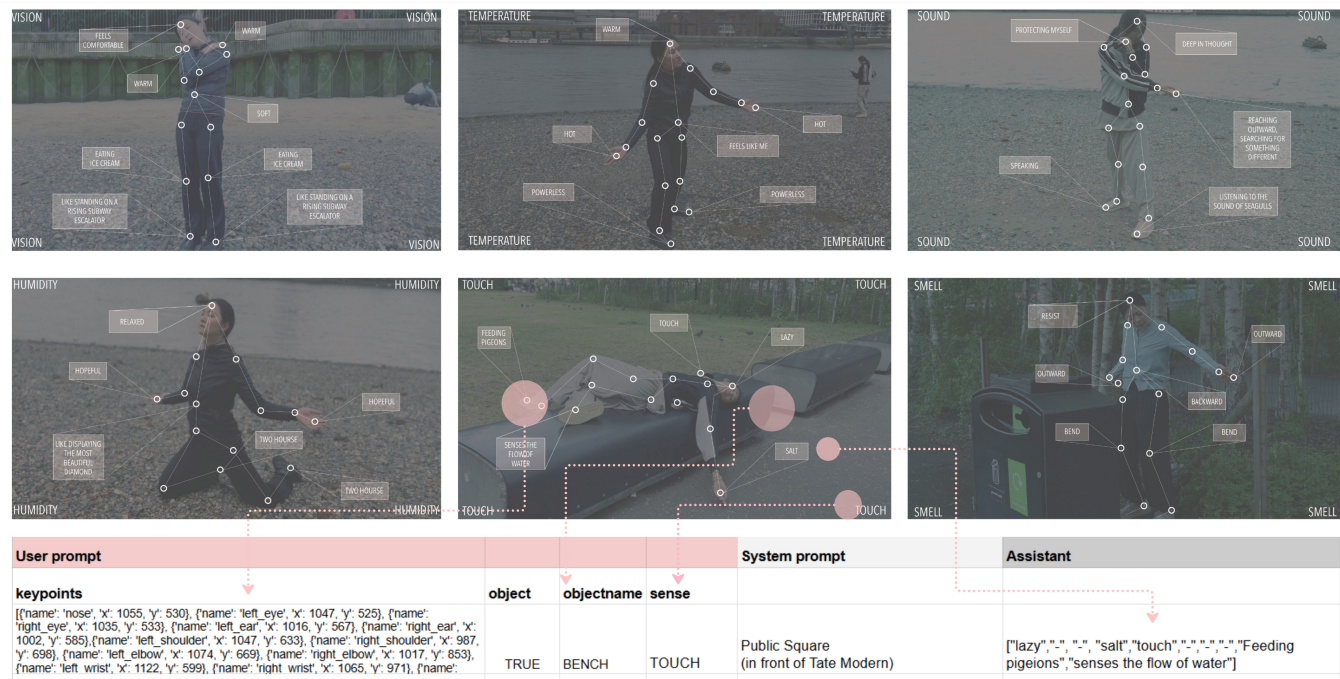 VISION
VISION
FEELS
COMFORTABLE
WARM
WARM
SOFT
EATING
ICE CREAM
EATING
ICE CREAM
LIKE STANDING ON A
RISING SUBWAY
ESCALATOR
LIKE STANDING ON A
RISING SUBWAY
ESCALATOR
VISION
VISION
TEMPERATURE
TEMPERATURE
WARM
HOT
HOT
FEELS LIKE ME
POWERLESS
POWERLESS
TEMPERATURE
TEMPERATURE
SOUND
SOUND
PROTECTING MYSELF
DEEP IN THOUGHT
REACHING
OUTWARD,
SEARCHING FOR
SOMETHING
DIFFERENT.
SPEAKING
LISTENING TO THE
SOUND OF SEAGULLS
SOUND
SOUND
HUMIDITY
HUMIDITY
RELAXED
HOPEFUL
HOPEFUL
LIKE DISPLAYING
THE MOST
BEAUTIFUL
DIAMOND
TWO HOURSE
TWO HOURSE
HUMIDITY
HUMIDITY
TOUCH
TOUCH
FEEDING
PIGEONS
TOUCH
LAZY
SENSES THE
FLOW OF
WATER
SALT
TOUCH
TOUCH
SMELL
SMELL
RESIST
OUTWARD
OUTWARD
BACKWARD
BEND
BEND
SMELL
SMELL
User prompt
System prompt
Assistant
keypoints
object
objectname
sense
[{'name': 'nose', 'x': 1055, 'y': 530}, {'name': 'left_eye', 'x': 1047, 'y': 525}, {'name':
'right_eye', 'x': 1035, 'y': 533}, {'name': 'left_ear', 'x': 1016, 'y': 567}, {'name': 'right_ear', 'x':
1002, 'y': 585},{'name': 'left_shoulder', 'x': 1047, 'y': 633}, {'name': 'right_shoulder', 'x': 987,
'y': 698}, {'name': 'left_elbow', 'x': 1074, 'y': 669}, {'name': 'right_elbow', 'x': 1017, 'y': 853},
{'name': 'left_wrist', 'x': 1122, 'y': 599}, {'name': 'right_wrist', 'x': 1065, 'y': 971}, {'name':
TRUE
BENCH
TOUCH
Public Square
(in front of Tate Modern)
["lazy","-","-", "salt","touch","-","-","-","-","Feeding
pigeions","senses the flow of water"]